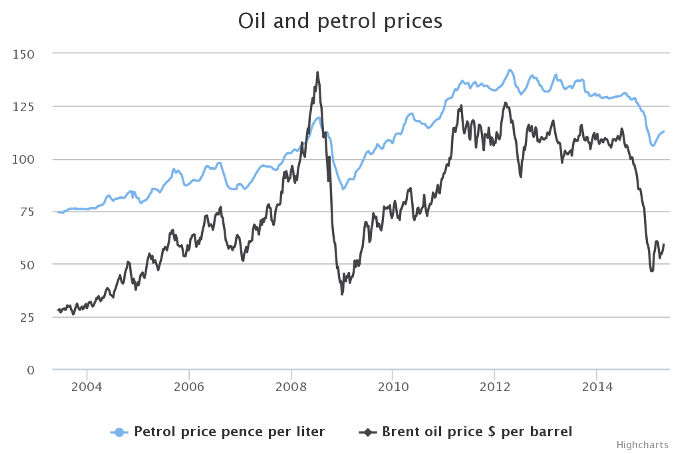 Oil and petrol prices
150
125
100
75
50
25
0
2004 2006 2008 2010 2012 2014
Petrol price pence per liter Brent oil price $ per barrel
Highcharts